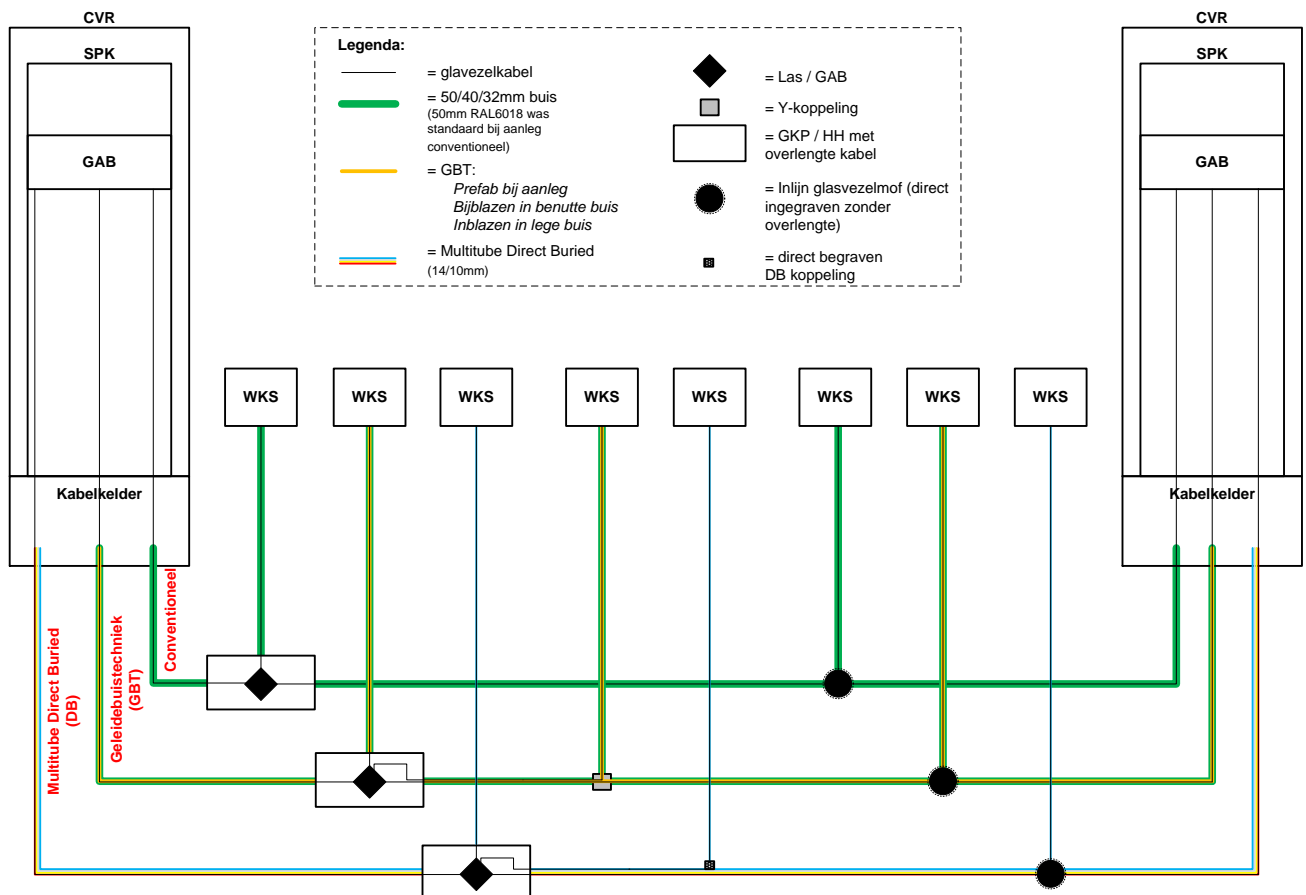 CVR
SPK
GAB
Kabelkelder
Legenda:
= glavezelkabel
= 50/40/32mm buis
(50mm RAL6018 was
standaard bij aanleg
conventioneel)
= GBT:
Prefab bij aanleg
Bijblazen in benutte buis
Inblazen in lege buis
= Multitube Direct Buried
(14/10mm)
= Las / GAB
= Y-koppeling
= GKP / HH met
overlengte kabel
= Inlijn glasvezelmof (direct
ingegraven zonder
overlengte)
= direct begraven
DB koppeling
CVR
SPK
GAB
Kabelkelder
WKS
WKS
WKS
WKS
WKS
WKS
WKS
WKS
Multitube Direct Buried
(DB)
Geleidebuistechniek
(GBT)
Conventioneel